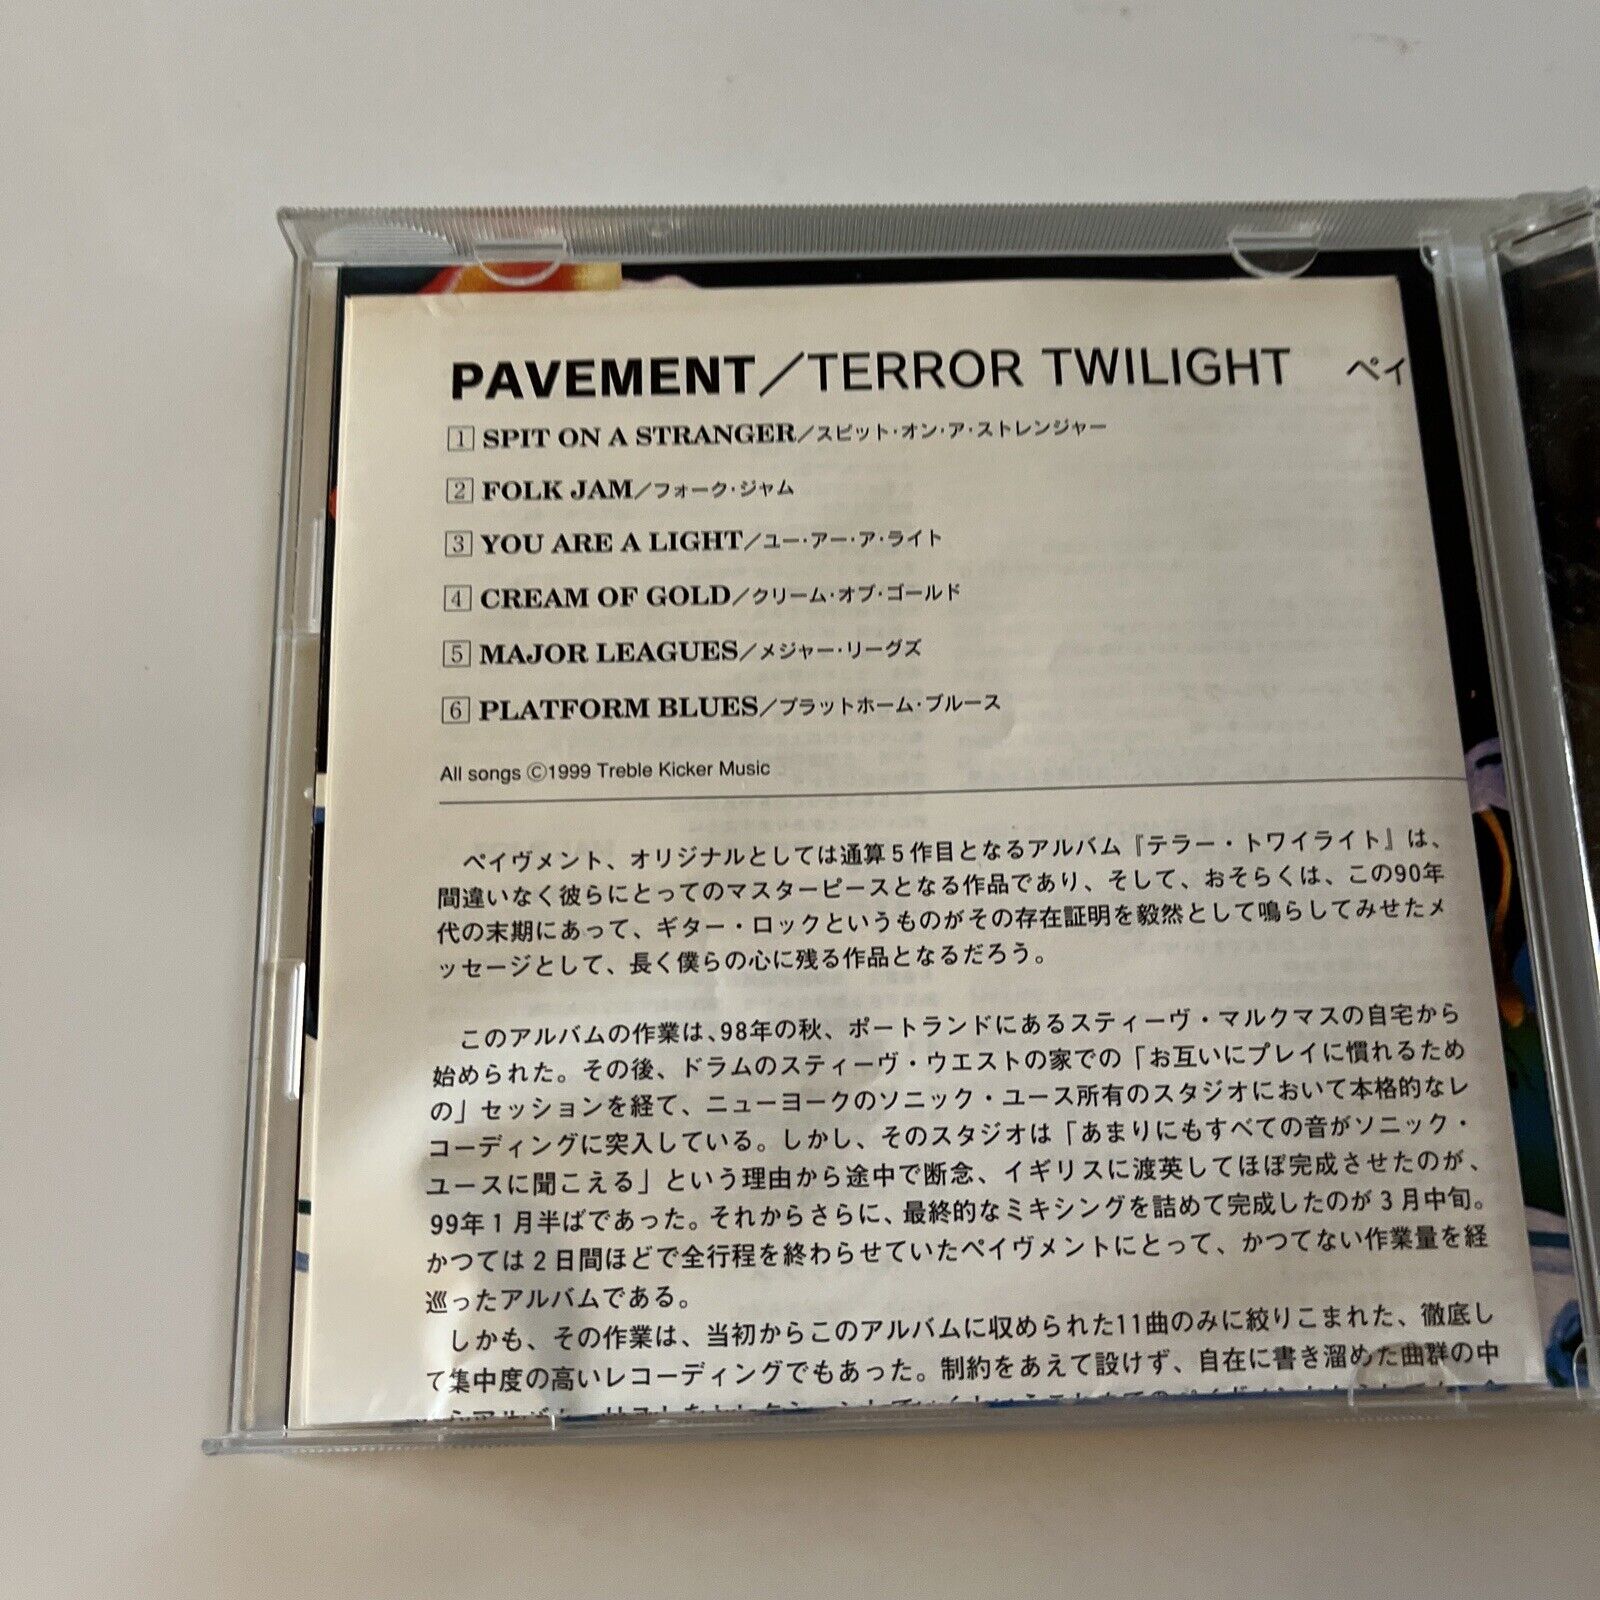 PAVEMENT／TERROR TWILIGHT ペイ
1 SPIT ON A STRANGER／スピット・オン・ア・ストレンジャー
2 FOLK JAM／フォーク・ジャム
3 YOU ARE A LIGHT／ユー・アー・ア・ライト
4 CREAM OF GOLD／クリーム・オブ・ゴールド
5 MAJOR LEAGUES／メジャー・リーグズ
6 PLATFORM BLUES／プラットホーム・ブルース
All songs ©1999 Treble Kicker Music
ペイヴメント、オリジナルとしては通算5作目となるアルバム『テラー・トワイライト』は、
間違いなく彼らにとってのマスターピースとなる作品であり、そして、おそらくは、この90年
代の末期にあって、ギター・ロックというものがその存在証明を毅然として鳴らしてみせたメ
ッセージとして、長く僕らの心に残る作品となるだろう。
このアルバムの作業は、98年の秋、ポートランドにあるスティーヴ・マルクマスの自宅から
始められた。その後、ドラムのスティーヴ・ウエストの家での「お互いにプレイに慣れるため
の」セッションを経て、ニューヨークのソニック・ユース所有のスタジオにおいて本格的なレ
コーディングに突入している。しかし、そのスタジオは「あまりにもすべての音がソニック・
ユースに聞こえる」という理由から途中で断念、イギリスに渡英してほぼ完成させたのが、
99年1月半ばであった。それからさらに、最終的なミキシングを詰めて完成したのが3月中旬。
かつては2日間ほどで全行程を終わらせていたペイヴメントにとって、かつてない作業量を経
巡ったアルバムである。
しかも、その作業は、当初からこのアルバムに収められた11曲のみに絞りこまれた、徹底し
て集中度の高いレコーディングでもあった。制約をあえて設けず、自在に書き溜めた曲群の中